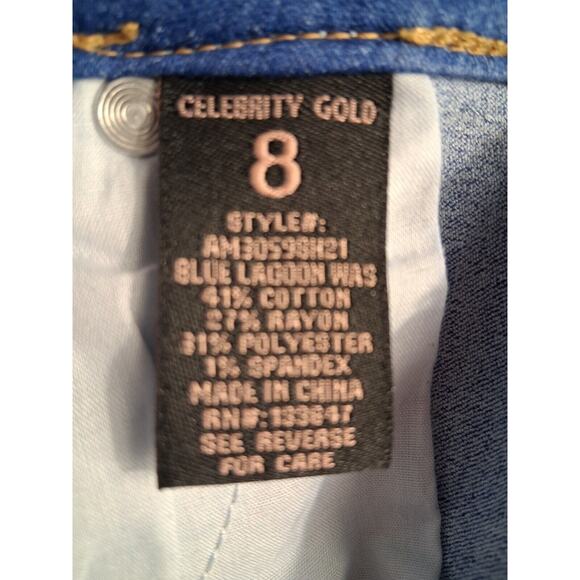 CELEBRITY GOLD
8
STYLE#:
AM30598H21
BLUE LAGOON WAS
41% COTTON
27% RAYON
31% POLYESTER
1% SPANDEX
MADE IN CHINA
RN#:133647
SEE REVERSE
FOR CARE